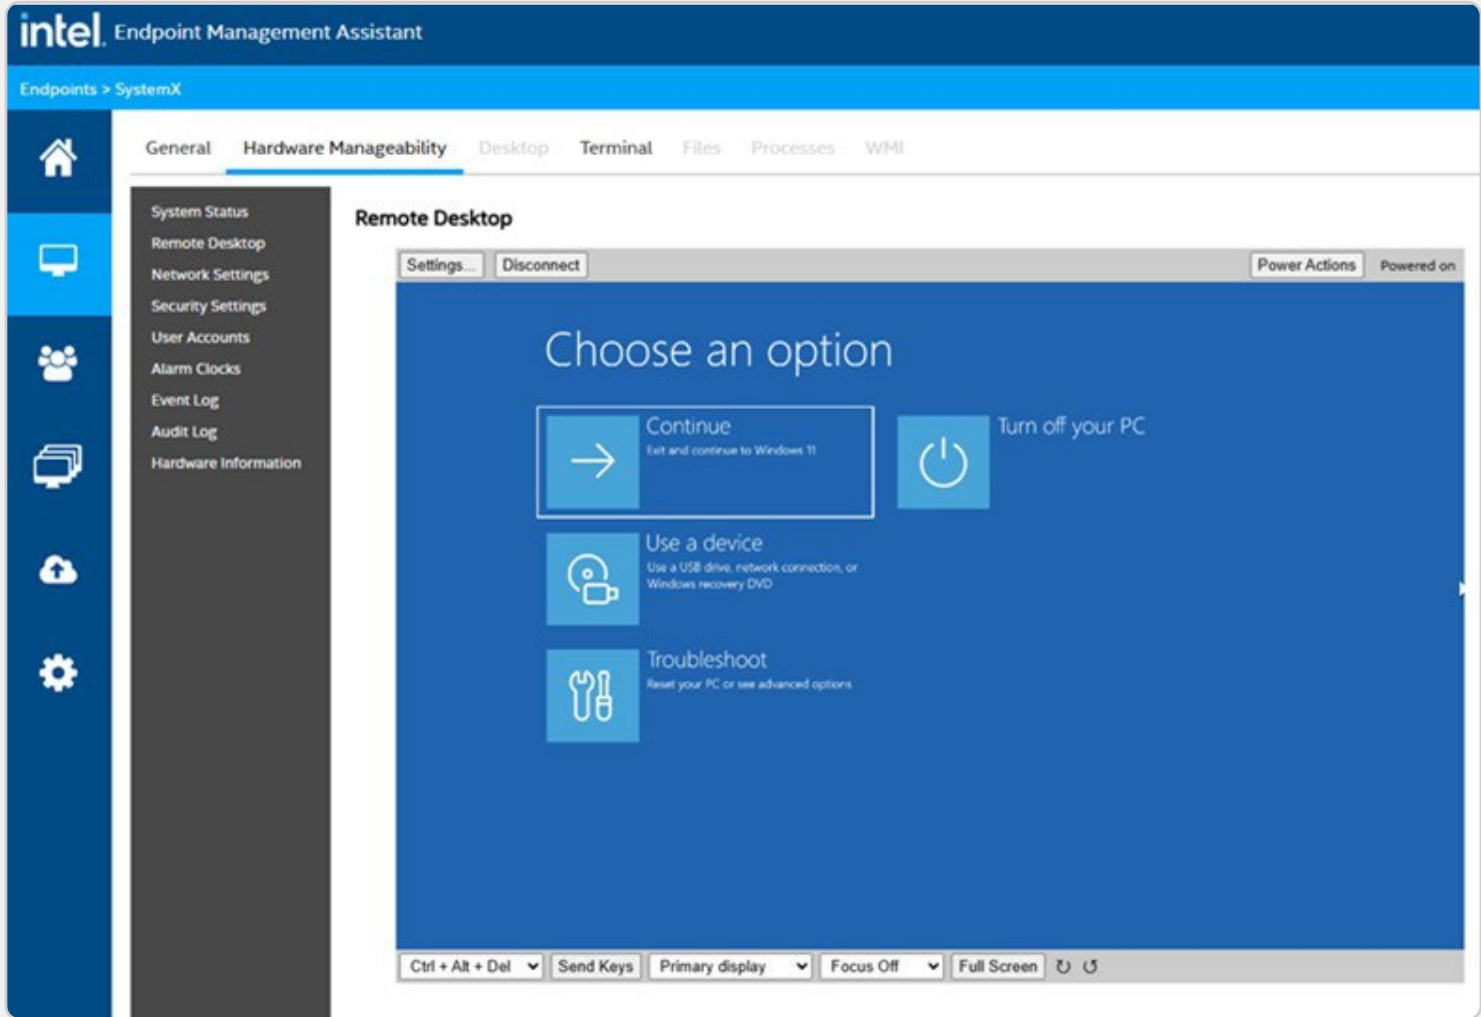 intel. Endpoint Management Assistant
Endpoints > SystemX
General Hardware Manageability Desktop Terminal Files Processes WMI
System Status
Remote Desktop
Network Settings
Security Settings
User Accounts
Alarm Clocks
Event Log
Audit Log
Hardware Information
Remote Desktop
Settings... Disconnect Power Actions Powered on
Choose an option
Continue
Exit and continue to Windows 11
Turn off your PC
Use a device
Use a USB drive, network connection, or
Windows recovery DVD
Troubleshoot
Reset your PC or see advanced options
Ctrl + Alt + Del Send Keys Primary display Focus Off Full Screen